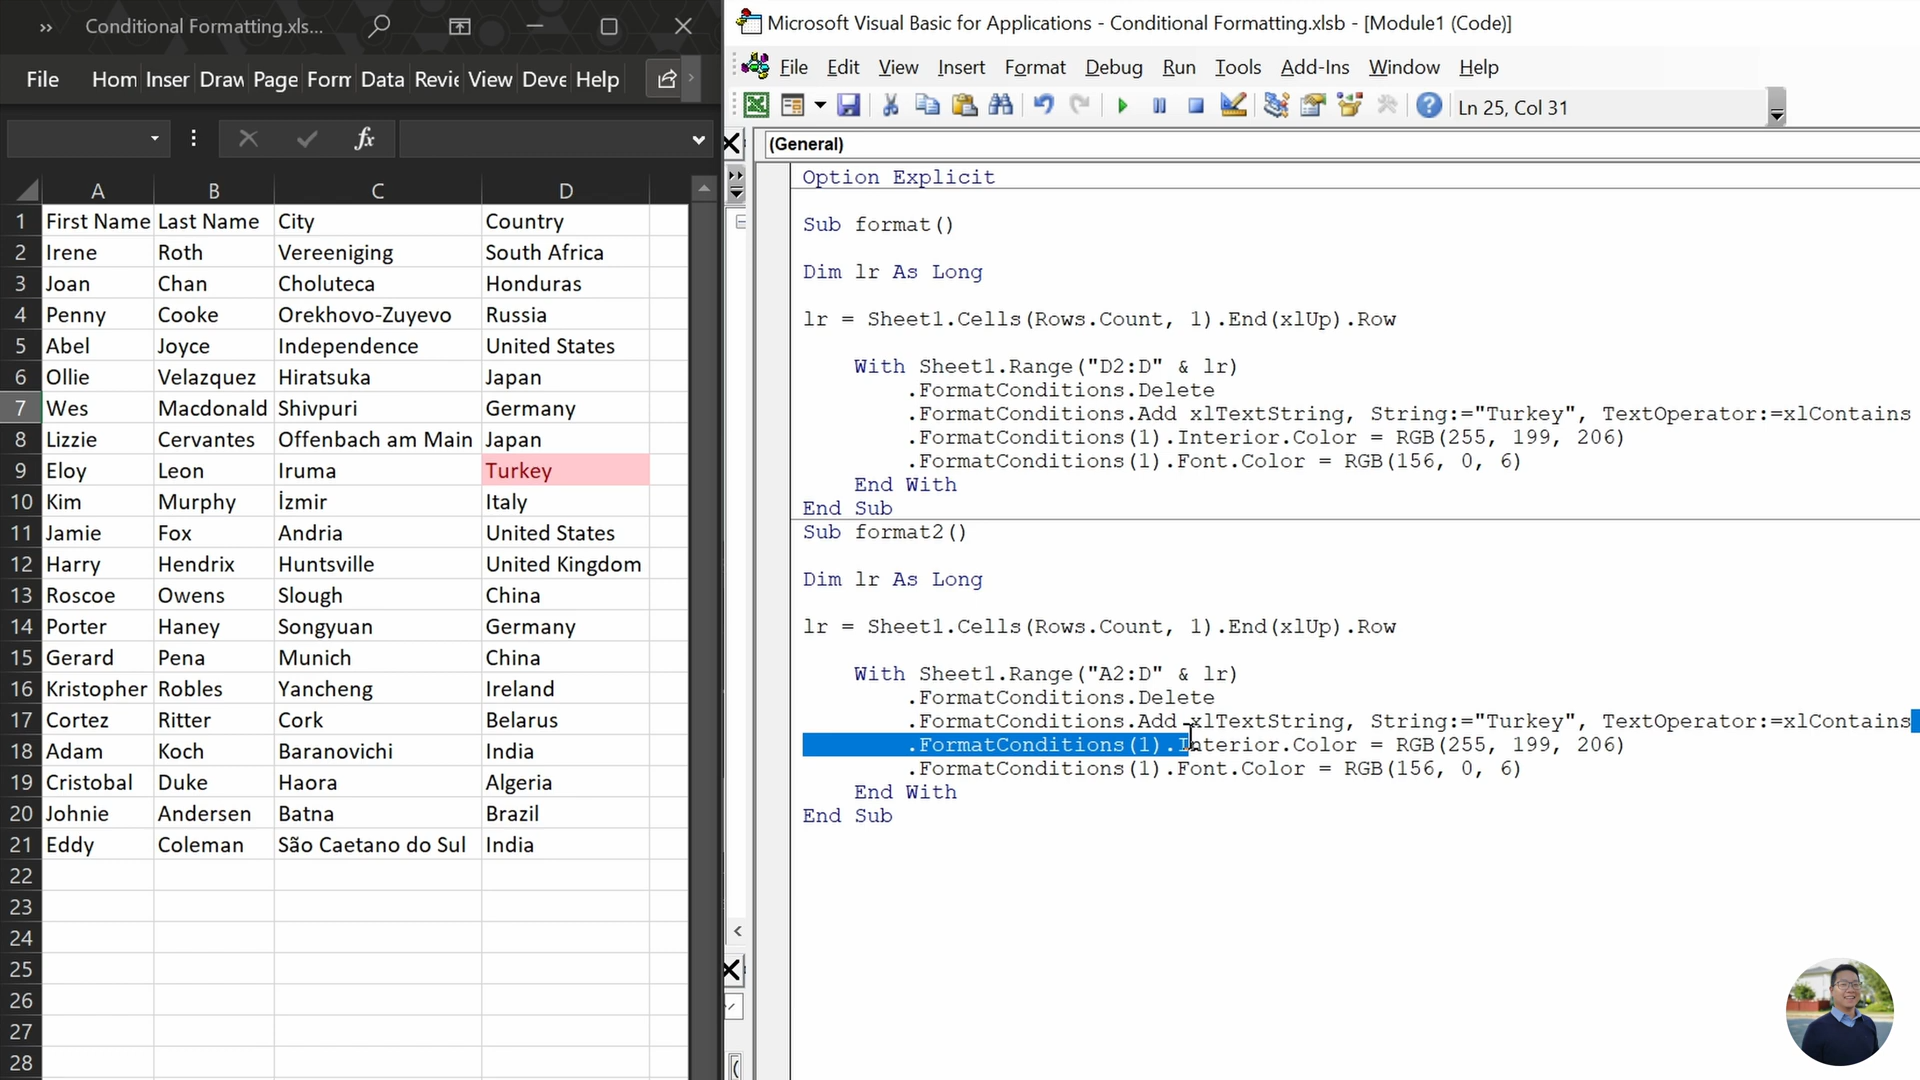 Conditional Formatting.xls...
File Hom Inser Draw Page Form Data Revie View Deve Help
fx
A B C D
1 First Name Last Name City Country
2 Irene Roth Vereeniging South Africa
3 Joan Chan Choluteca Honduras
4 Penny Cooke Orekhovo-Zuyevo Russia
5 Abel Joyce Independence United States
6 Ollie Velazquez Hiratsuka Japan
7 Wes Macdonald Shivpuri Germany
8 Lizzie Cervantes Offenbach am Main Japan
9 Eloy Leon Iruma Turkey
10 Kim Murphy İzmir Italy
11 Jamie Fox Andria United States
12 Harry Hendrix Huntsville United Kingdom
13 Roscoe Owens Slough China
14 Porter Haney Songyuan Germany
15 Gerard Pena Munich China
16 Kristopher Robles Yancheng Ireland
17 Cortez Ritter Cork Belarus
18 Adam Koch Baranovichi India
19 Cristobal Duke Haora Algeria
20 Johnie Andersen Batna Brazil
21 Eddy Coleman São Caetano do Sul India
22
23
24
25
26
27
28
Microsoft Visual Basic for Applications - Conditional Formatting.xlsb - [Module1 (Code)]
File Edit View Insert Format Debug Run Tools Add-Ins Window Help
Ln 25, Col 31
(General)
Option Explicit
Sub format()
Dim lr As Long
lr = Sheet1.Cells(Rows.Count, 1).End(xlUp).Row
With Sheet1.Range("D2:D" & lr)
.FormatConditions.Delete
.FormatConditions.Add xlTextString, String:="Turkey", TextOperator:=xlContains
.FormatConditions(1).Interior.Color = RGB(255, 199, 206)
.FormatConditions(1).Font.Color = RGB(156, 0, 6)
End With
End Sub
Sub format2()
Dim lr As Long
lr = Sheet1.Cells(Rows.Count, 1).End(xlUp).Row
With Sheet1.Range("A2:D" & lr)
.FormatConditions.Delete
.FormatConditions.Add xlTextString, String:="Turkey", TextOperator:=xlContains
.FormatConditions(1).Interior.Color = RGB(255, 199, 206)
.FormatConditions(1).Font.Color = RGB(156, 0, 6)
End With
End Sub